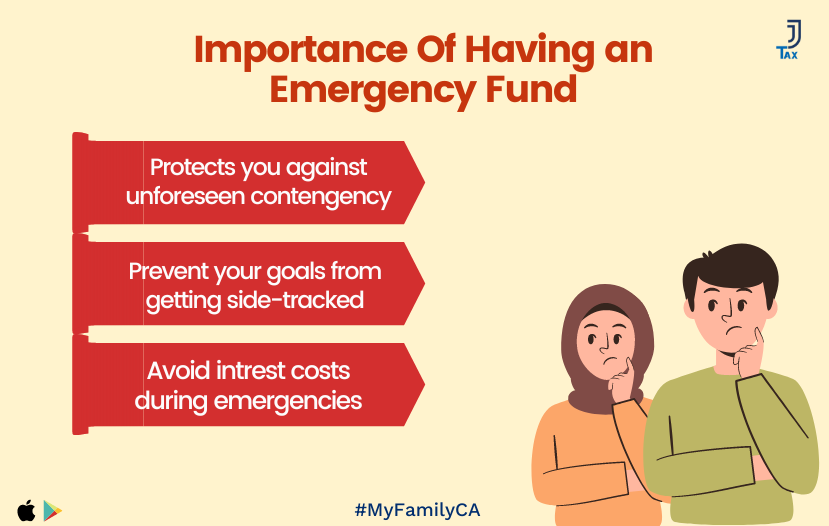 Importance Of Having an
Emergency Fund
J
TAX
Protects you against
unforeseen contengency
Prevent your goals from
getting side-tracked
Avoid intrest costs
during emergencies
#MyFamilyCA